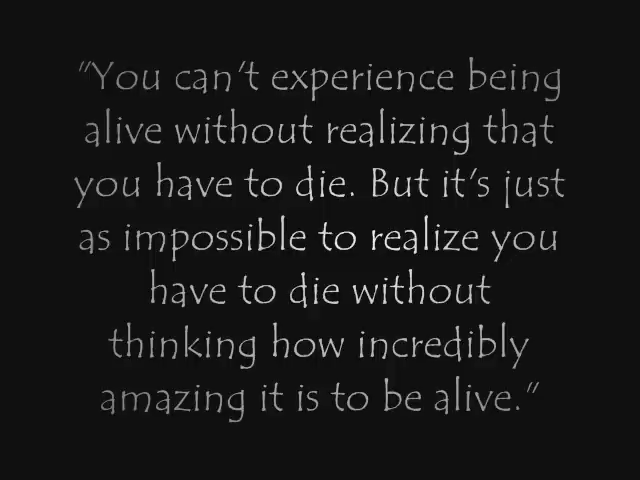 "You can't experience being
alive without realizing that
you have to die. But it's just
as impossible to realize you
have to die without
thinking how incredibly
amazing it is to be alive."